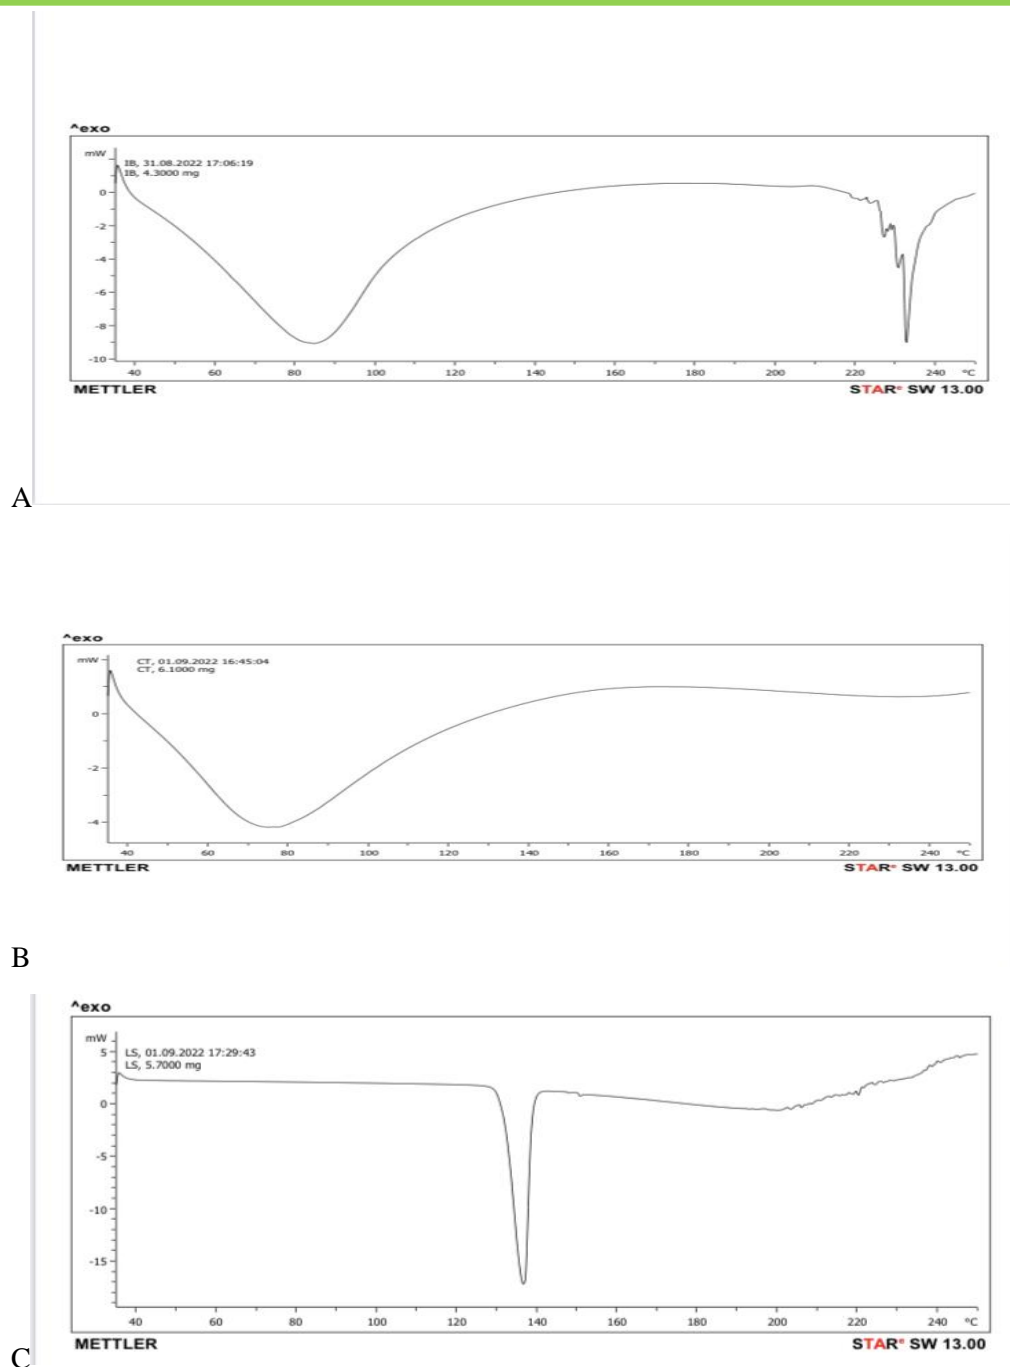 ^exo
mW
IB, 31.08.2022 17:06:19
IB, 4.3000 mg
0
-2
-4
-6
-8
-10
40 60 80 100 120 140 160 180 200 220 240 °C
METTLER STARe SW 13.00
A
^exo
mW
CT, 01.09.2022 16:45:04
CT, 6.1000 mg
0
-2
-4
40 60 80 100 120 140 160 180 200 220 240 °C
METTLER STARe SW 13.00
B
^exo
mW
5
LS, 01.09.2022 17:29:43
LS, 5.7000 mg
0
-5
-10
-15
40 60 80 100 120 140 160 180 200 220 240 °C
METTLER STARe SW 13.00
C